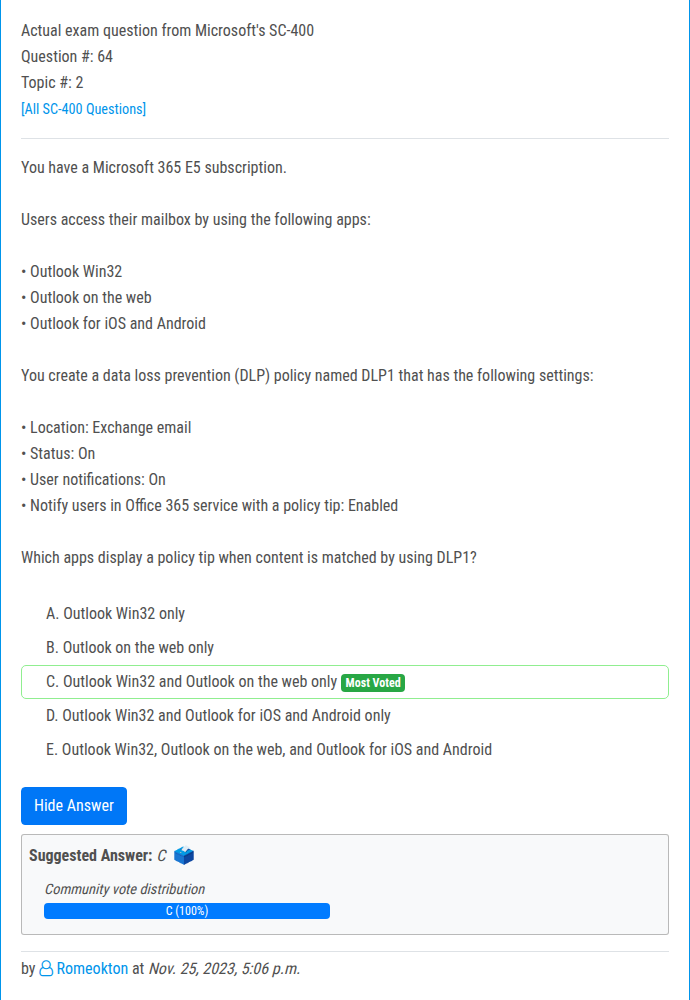 Actual exam question from Microsoft's SC-400
Question #: 64
Topic #: 2
[All SC-400 Questions]
You have a Microsoft 365 E5 subscription.
Users access their mailbox by using the following apps:
• Outlook Win32
• Outlook on the web
• Outlook for iOS and Android
You create a data loss prevention (DLP) policy named DLP1 that has the following settings:
• Location: Exchange email
• Status: On
• User notifications: On
• Notify users in Office 365 service with a policy tip: Enabled
Which apps display a policy tip when content is matched by using DLP1?
A. Outlook Win32 only
B. Outlook on the web only
C. Outlook Win32 and Outlook on the web only Most Voted
D. Outlook Win32 and Outlook for iOS and Android only
E. Outlook Win32, Outlook on the web, and Outlook for iOS and Android
Hide Answer
Suggested Answer: C
Community vote distribution
C (100%)
by Romeokton at Nov. 25, 2023, 5:06 p.m.